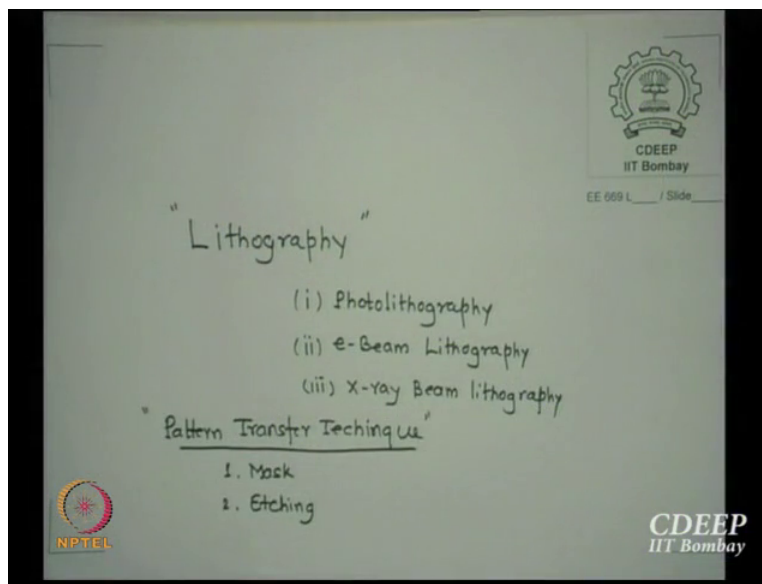 CDEEP
IIT Bombay
EE 669 L____ / Slide____
"Lithography"
(i) Photolithography
(ii) e-Beam Lithography
(iii) X-ray Beam lithography
"Pattern Transfer Techinque"
1. Mask
2. Etching
NPTEL
CDEEP
IIT Bombay